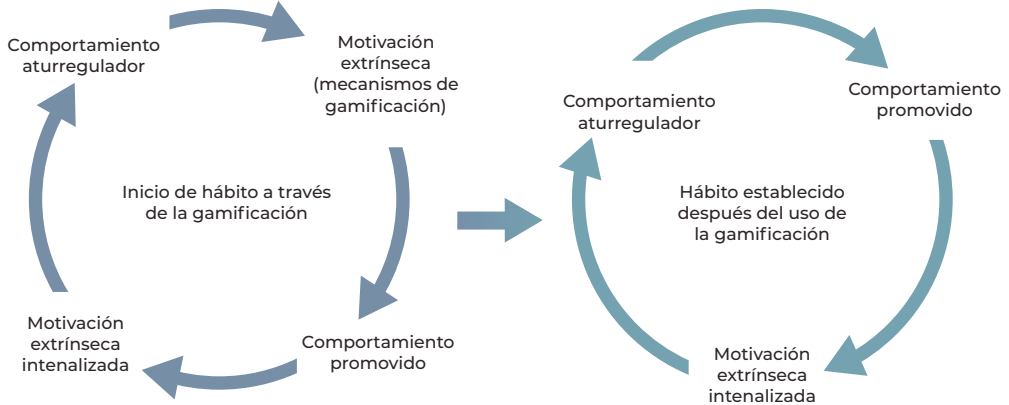 Comportamiento
aturregulador
Motivación
extrínseca
(mecanismos de
gamificación)
Inicio de hábito a través
de la gamificación
Motivación
extrínseca
intenalizada
Comportamiento
promovido
Comportamiento
aturregulador
Comportamiento
promovido
Hábito establecido
después del uso de
la gamificación
Motivación
extrínseca
intenalizada